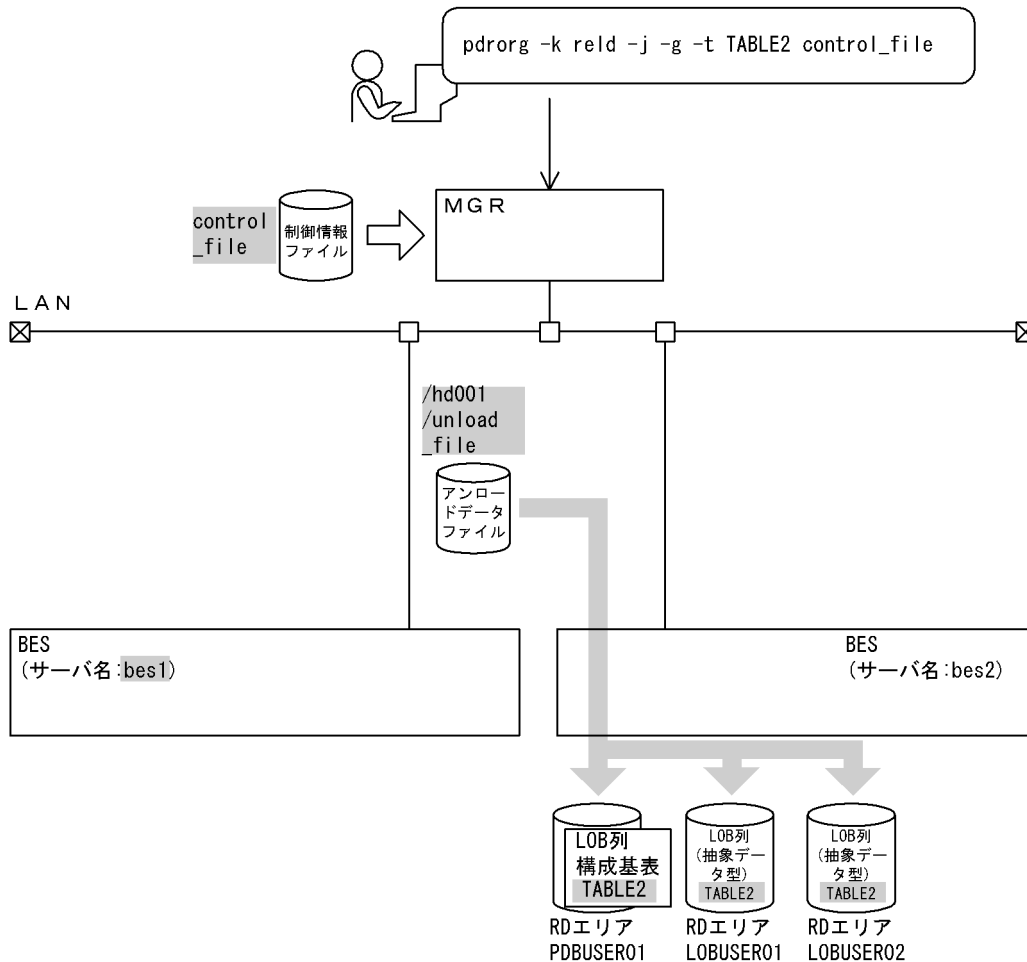 pdrorg -k reld -j -g -t TABLE2 control_file
MGR
control
_file
制御情報
ファイル
LAN
/hd001
/unload
_file
アンロー
ドデータ
ファイル
BES
(サーバ名:bes1)
BES
(サーバ名:bes2)
LOB列
構成基表
TABLE2
RDエリア
PDBUSER01
LOB列
(抽象デー
タ型)
TABLE2
RDエリア
LOBUSER01
LOB列
(抽象デー
タ型)
TABLE2
RDエリア
LOBUSER02